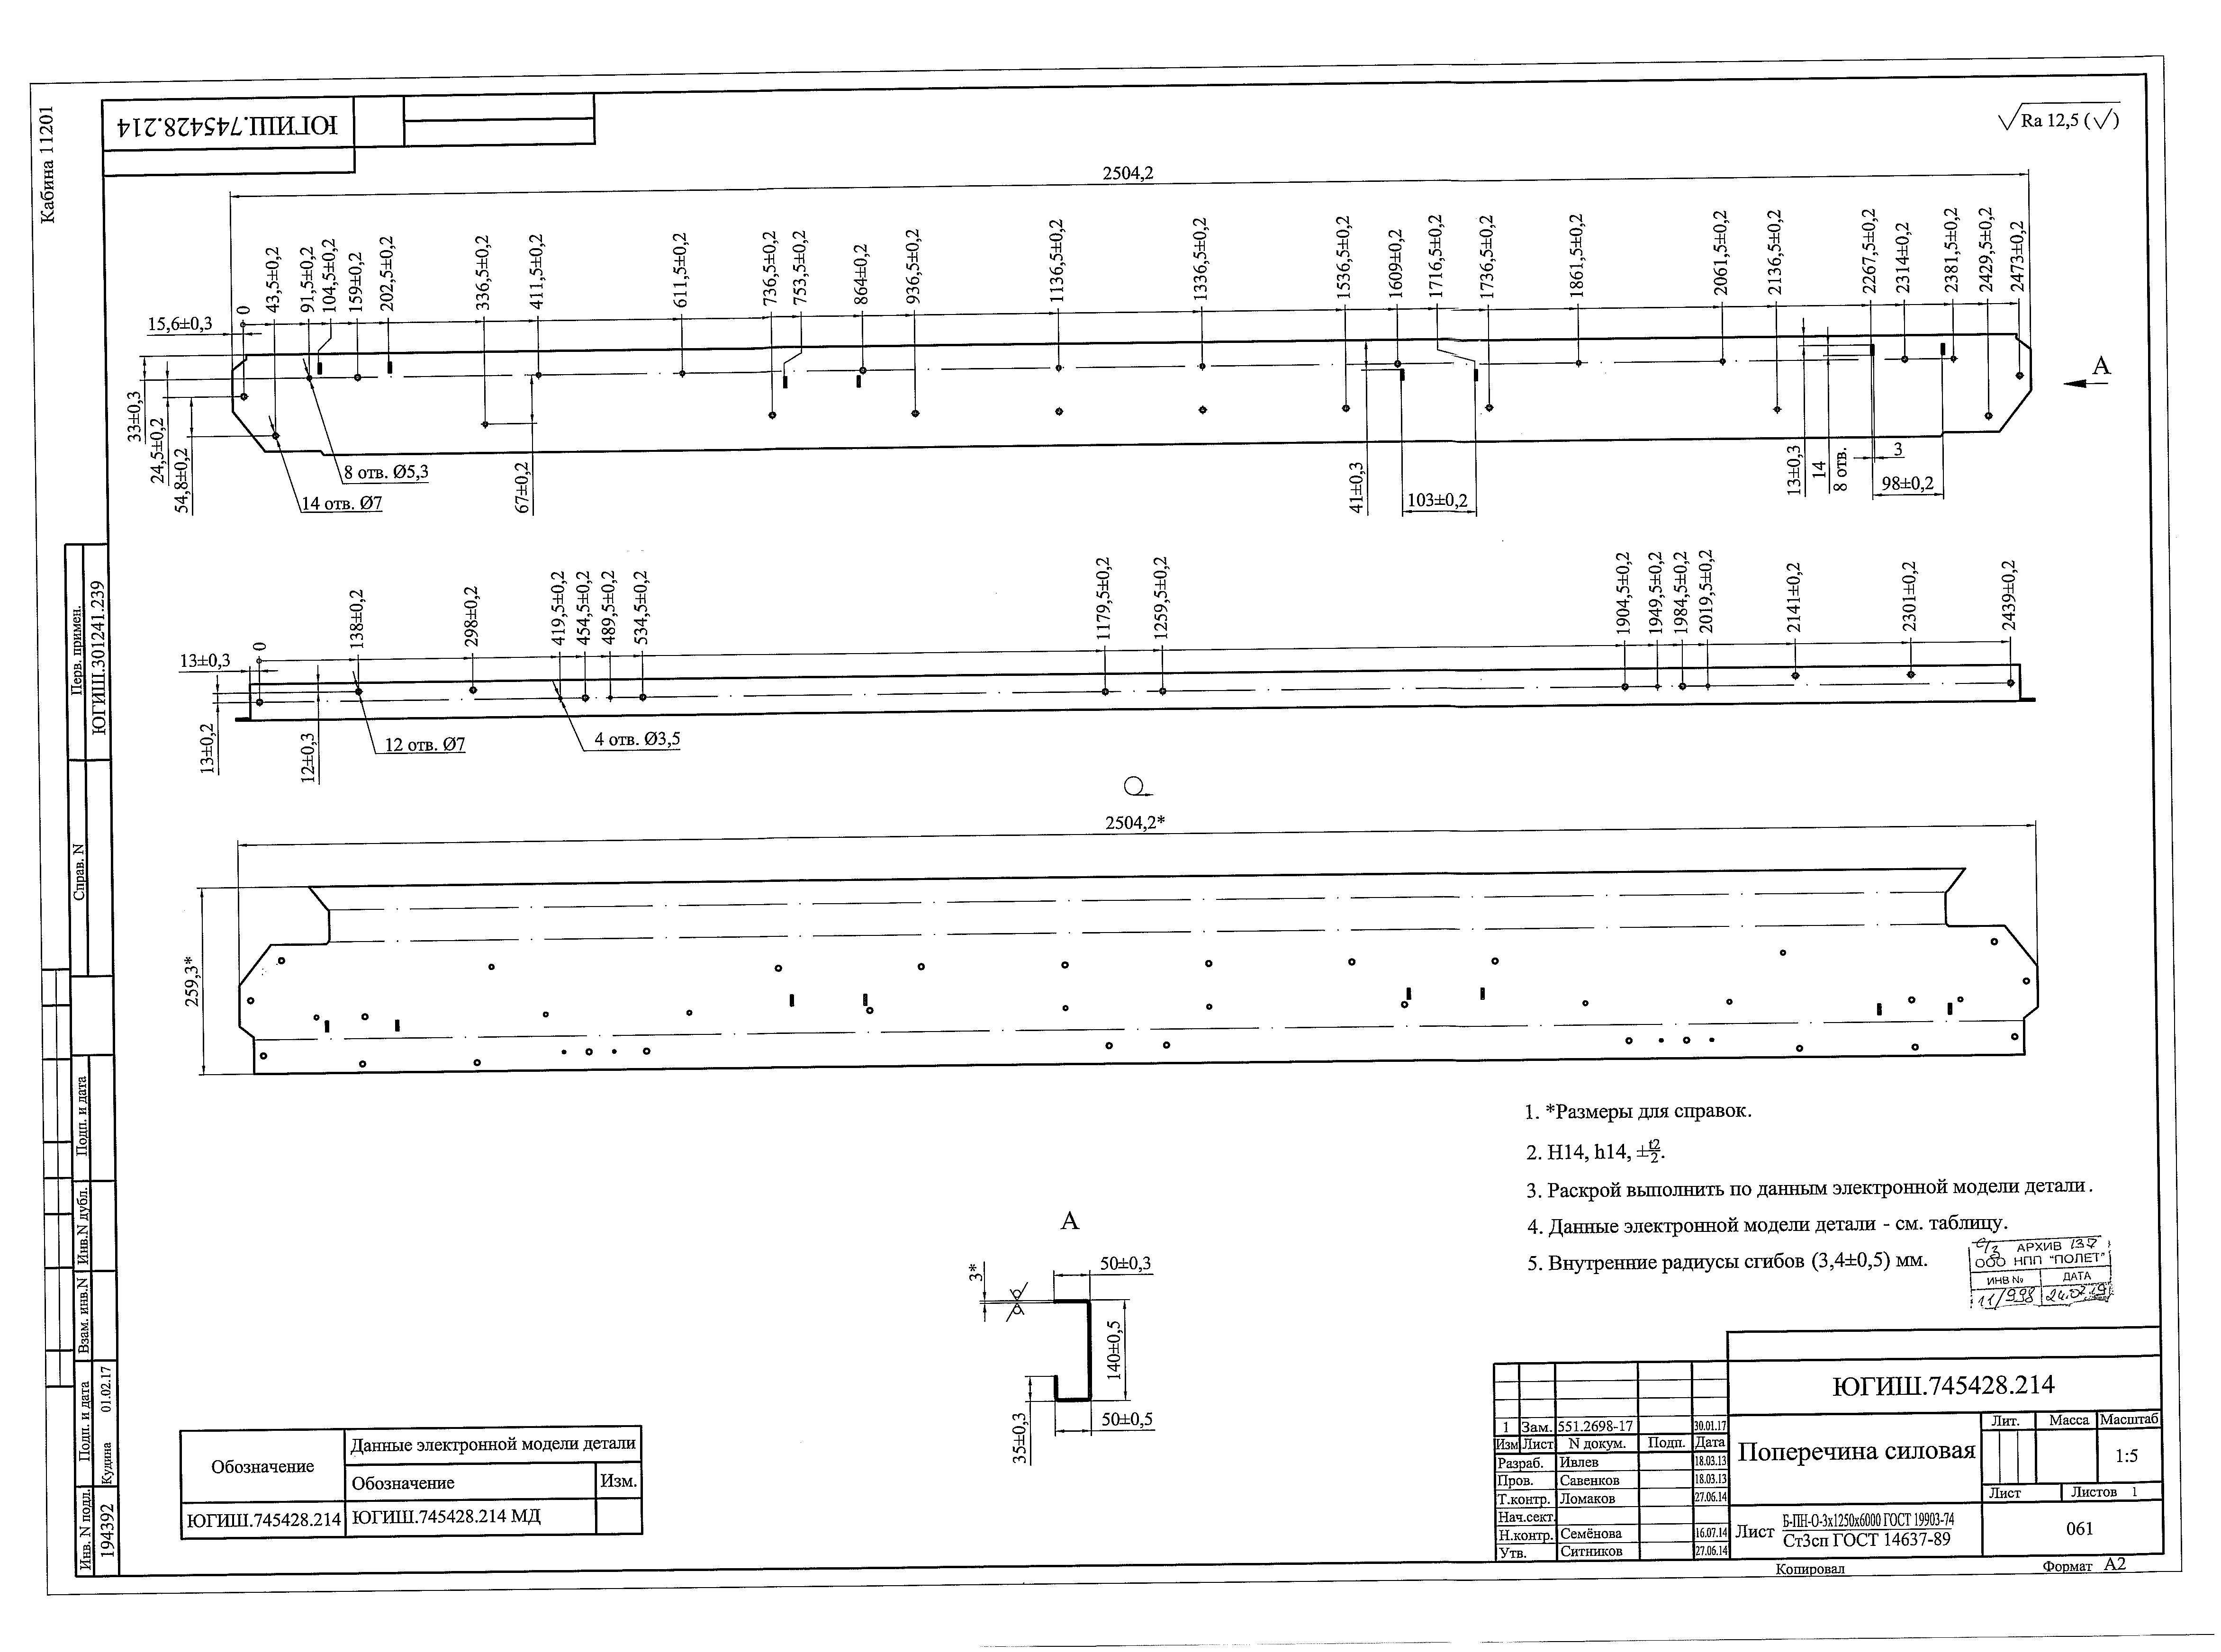 Кабина 11201
ЮГИШ.745428.214
Ra 12,5 (√)
2504,2
15,6±0,3
0
43,5±0,2
91,5±0,2
104,5±0,2
159±0,2
202,5±0,2
336,5±0,2
411,5±0,2
611,5±0,2
736,5±0,2
753,5±0,2
864±0,2
936,5±0,2
1136,5±0,2
1336,5±0,2
1536,5±0,2
1609±0,2
1716,5±0,2
1736,5±0,2
1861,5±0,2
2061,5±0,2
2136,5±0,2
2267,5±0,2
2314±0,2
2381,5±0,2
2429,5±0,2
2473±0,2
А
33±0,3
24,5±0,2
54,8±0,2
8 отв. Ø5,3
14 отв. Ø7
67±0,2
41±0,3
103±0,2
13±0,3
14
8 отв.
3
98±0,2
13±0,3
0
138±0,2
298±0,2
419,5±0,2
454,5±0,2
489,5±0,2
534,5±0,2
1179,5±0,2
1259,5±0,2
1904,5±0,2
1949,5±0,2
1984,5±0,2
2019,5±0,2
2141±0,2
2301±0,2
2439±0,2
13±0,2
12±0,3
12 отв. Ø7
4 отв. Ø3,5
2504,2*
259,3*
1. *Размеры для справок.
2. H14, h14, ±t2/2.
3. Раскрой выполнить по данным электронной модели детали.
4. Данные электронной модели детали - см. таблицу.
5. Внутренние радиусы сгибов (3,4±0,5) мм.
АРХИВ 137
ООО НПП "ПОЛЕТ"
ИНВ № ДАТА
11/998 24.07.19
А
3*
50±0,3
140±0,5
35±0,3
50±0,5
Обозначение
Данные электронной модели детали
Обозначение Изм.
ЮГИШ.745428.214 ЮГИШ.745428.214 МД
Перв. примен.
ЮГИШ.301241.239
Справ. N
Подп. и дата
Инв.N дубл.
Взам. инв.N
Подп. и дата
Кудина 01.02.17
Инв. N подл.
194392
ЮГИШ.745428.214
1 Зам. 551.2698-17 30.01.17
Изм Лист N докум. Подп. Дата
Разраб. Ивлев 18.03.13
Пров. Савенков 18.03.13
Т.контр. Ломаков 27.06.14
Нач.сект.
Н.контр. Семёнова 16.07.14
Утв. Ситников 27.06.14
Поперечина силовая
Лит. Масса Масштаб
1:5
Лист Листов 1
Лист Б-ПН-О-3х1250х6000 ГОСТ 19903-74
Ст3сп ГОСТ 14637-89
061
Копировал Формат А2